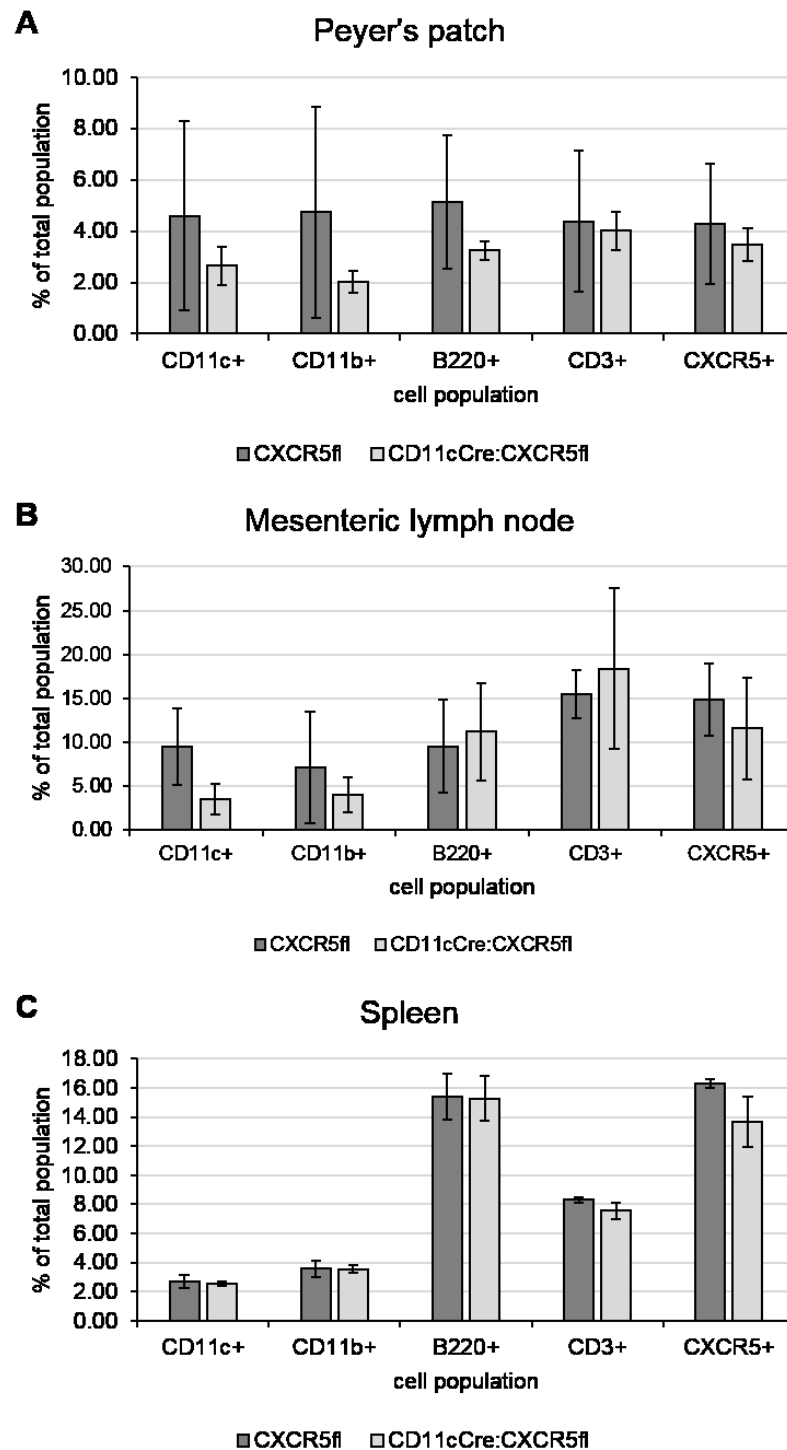 A
Peyer's patch
% of total population
10.00
8.00
6.00
4.00
2.00
0.00
CD11c+ CD11b+ B220+ CD3+ CXCR5+
cell population
CXCR5fl CD11cCre:CXCR5fl
B
Mesenteric lymph node
% of total population
30.00
25.00
20.00
15.00
10.00
5.00
0.00
CD11c+ CD11b+ B220+ CD3+ CXCR5+
cell population
CXCR5fl CD11cCre:CXCR5fl
C
Spleen
% of total population
18.00
16.00
14.00
12.00
10.00
8.00
6.00
4.00
2.00
0.00
CD11c+ CD11b+ B220+ CD3+ CXCR5+
cell population
CXCR5fl CD11cCre:CXCR5fl